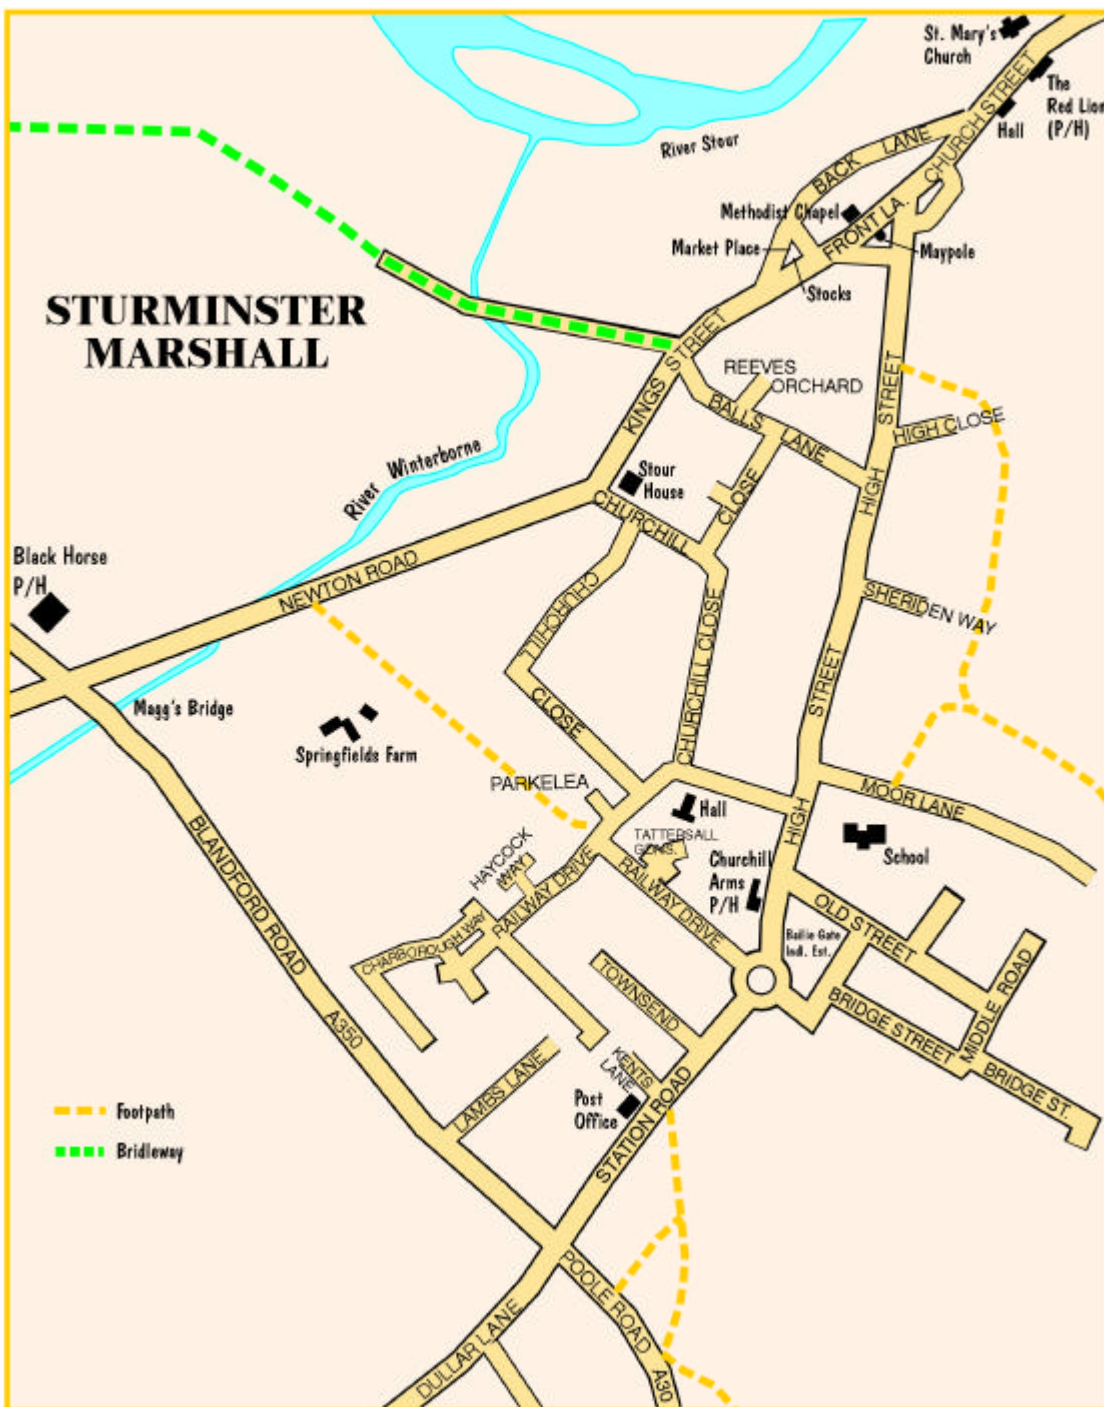 St. Mary's
Church
The
Red Lion
(P/H)
Hall
CHURCH STREET
River Stour
BACK LANE
CHURCH
Methodist Chapel
FRONT LA.
Market Place
Maypole
Stocks
STURMINSTER
MARSHALL
KINGS STREET
REEVES
ORCHARD
BALLS LANE
HIGH STREET
HIGH CLOSE
River Winterborne
Stour
House
CLOSE
CHURCHILL
Black Horse
P/H
NEWTON ROAD
CHURCHILL
CLOSE
CHURCHILL CLOSE
SHERIDEN WAY
STREET
Magg's Bridge
Springfields Farm
PARKELEA
Hall
HIGH
MOOR LANE
TATTERSALL
GDNS.
School
HAYCOCK
WAY
RAILWAY DRIVE
RAILWAY DRIVE
Churchill
Arms
P/H
BLANDFORD ROAD
CHARBOROUGH WAY
OLD STREET
Bailie Gate
Indl. Est.
TOWNSEND
BRIDGE STREET
MIDDLE ROAD
A350
LAMBS LANE
KENTS
LANE
BRIDGE ST.
Post
Office
STATION ROAD
Footpath
Bridleway
POOLE ROAD
DULLAR LANE
A30